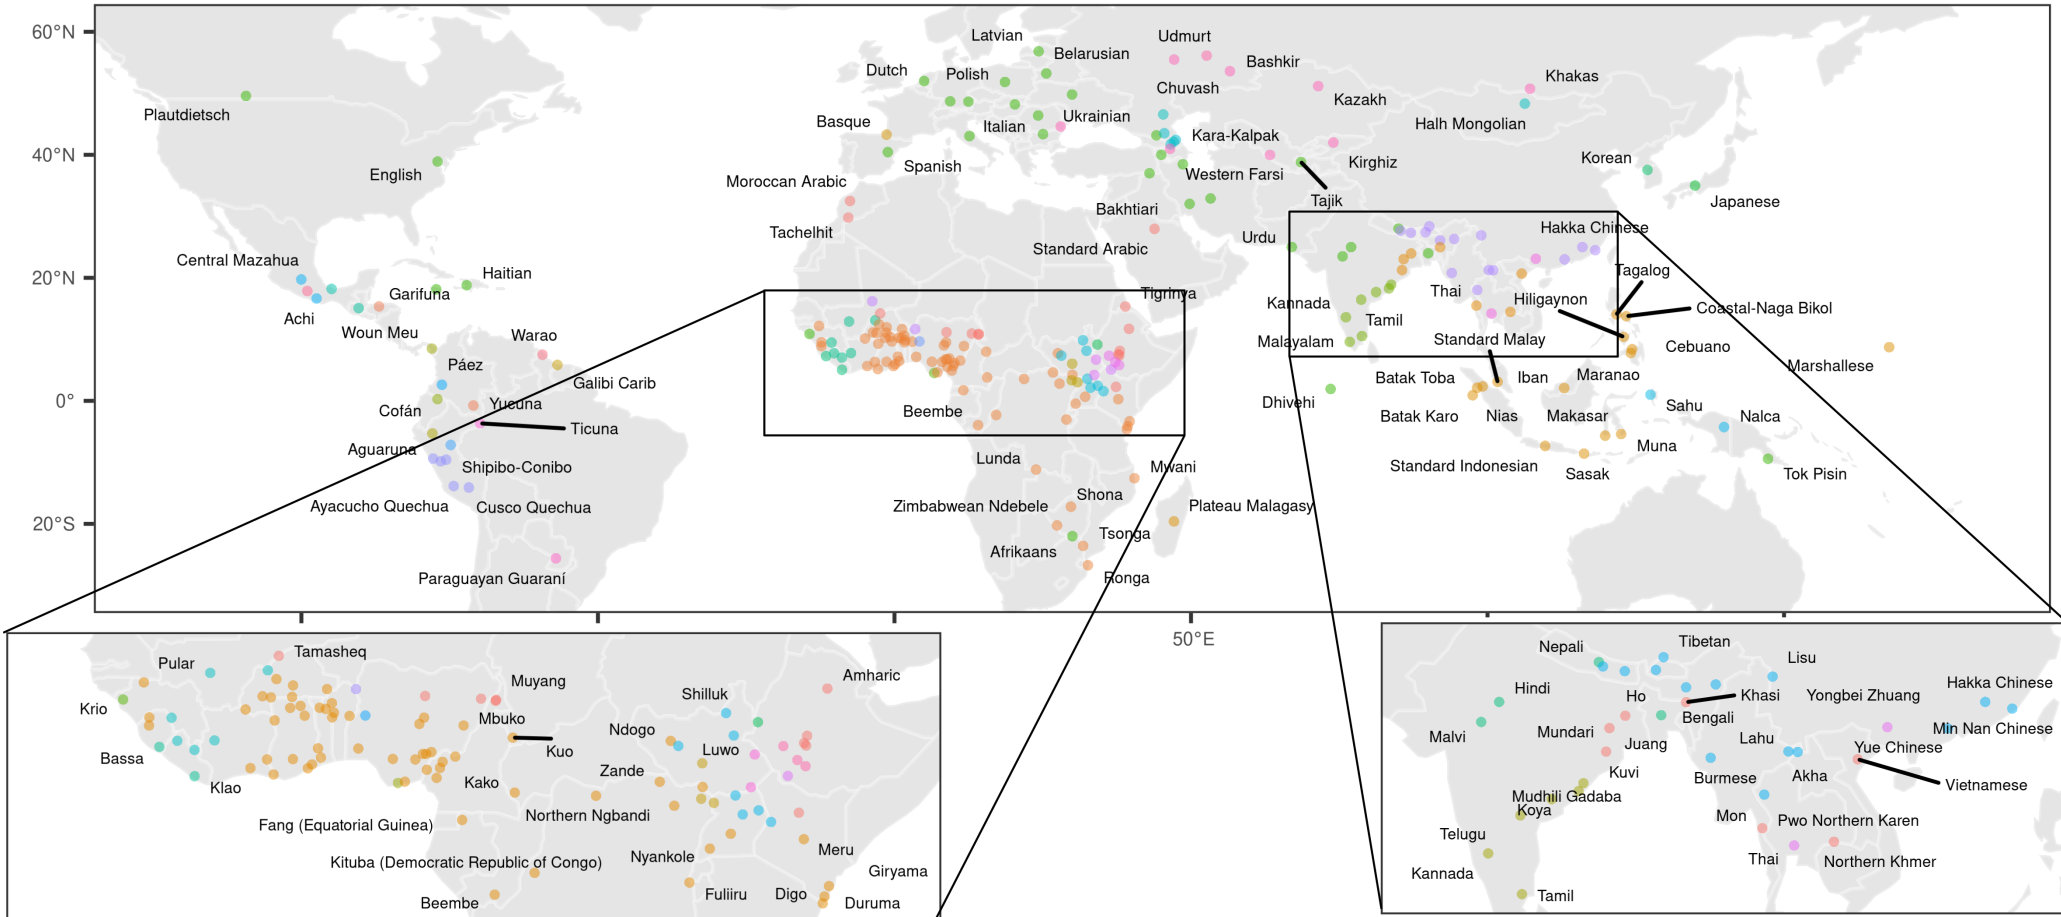 60°N
40°N
20°N
0°
20°S
50°E
Latvian
Udmurt
Belarusian
Dutch
Polish
Bashkir
Khakas
Chuvash
Kazakh
Plautdietsch
Basque
Italian
Ukrainian
Halh Mongolian
Kara-Kalpak
English
Spanish
Kirghiz
Korean
Moroccan Arabic
Western Farsi
Tajik
Japanese
Bakhtiari
Tachelhit
Hakka Chinese
Urdu
Standard Arabic
Central Mazahua
Haitian
Tagalog
Garifuna
Tigrinya
Thai
Hiligaynon
Kannada
Coastal-Naga Bikol
Achi
Woun Meu
Warao
Tamil
Malayalam
Standard Malay
Cebuano
Páez
Marshallese
Galibi Carib
Batak Toba
Iban
Maranao
Yucuna
Dhivehi
Sahu
Cofán
Beembe
Batak Karo
Nias
Makasar
Nalca
Ticuna
Aguaruna
Muna
Shipibo-Conibo
Lunda
Mwani
Standard Indonesian
Sasak
Tok Pisin
Shona
Ayacucho Quechua
Cusco Quechua
Zimbabwean Ndebele
Plateau Malagasy
Tsonga
Afrikaans
Paraguayan Guaraní
Ronga
Tamasheq
Pular
Muyang
Amharic
Krio
Shilluk
Mbuko
Ndogo
Kuo
Luwo
Bassa
Zande
Klao
Kako
Northern Ngbandi
Fang (Equatorial Guinea)
Kituba (Democratic Republic of Congo)
Nyankole
Meru
Giryama
Fuliiru
Digo
Beembe
Duruma
Nepali
Tibetan
Lisu
Hindi
Ho
Khasi
Yongbei Zhuang
Hakka Chinese
Bengali
Mundari
Malvi
Juang
Lahu
Min Nan Chinese
Yue Chinese
Kuvi
Burmese
Akha
Vietnamese
Mudhili Gadaba
Koya
Mon
Pwo Northern Karen
Telugu
Thai
Northern Khmer
Kannada
Tamil